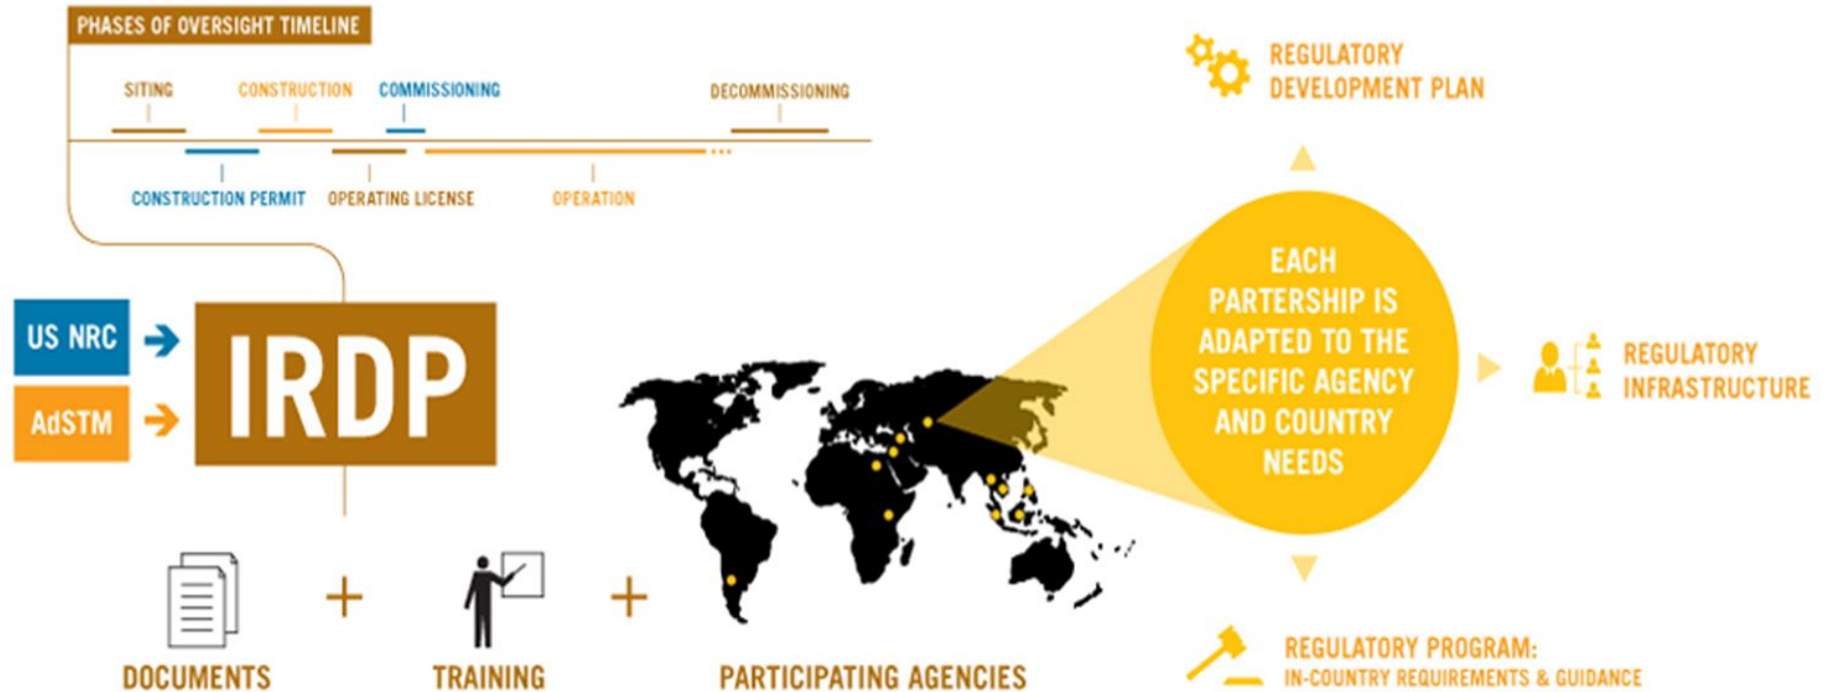 PHASES OF OVERSIGHT TIMELINE
SITING
CONSTRUCTION
COMMISSIONING
DECOMMISSIONING
CONSTRUCTION PERMIT
OPERATING LICENSE
OPERATION
US NRC
AdSTM
IRDP
DOCUMENTS
+
TRAINING
+
PARTICIPATING AGENCIES
EACH
PARTERSHIP IS
ADAPTED TO THE
SPECIFIC AGENCY
AND COUNTRY
NEEDS
REGULATORY
DEVELOPMENT PLAN
REGULATORY
INFRASTRUCTURE
REGULATORY PROGRAM:
IN-COUNTRY REQUIREMENTS & GUIDANCE